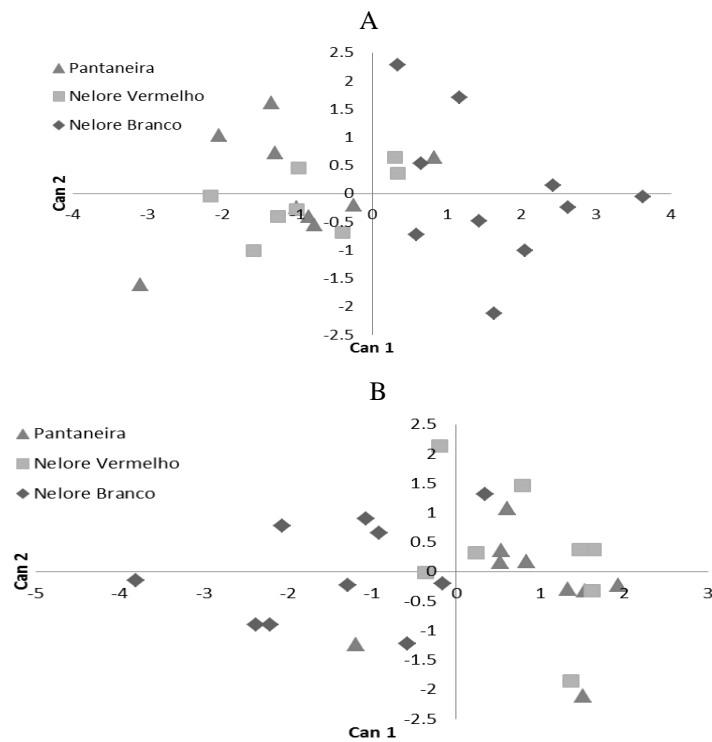 A
Pantaneira
Nelore Vermelho
Nelore Branco
2.5
2
1.5
1
0.5
0
-0.5
-1
-1.5
-2
-2.5
Can 2
-4 -3 -2 -1 0 1 2 3 4
Can 1
B
Pantaneira
Nelore Vermelho
Nelore Branco
2.5
2
1.5
1
0.5
0
-0.5
-1
-1.5
-2
-2.5
Can 2
-5 -4 -3 -2 -1 0 1 2 3
Can 1